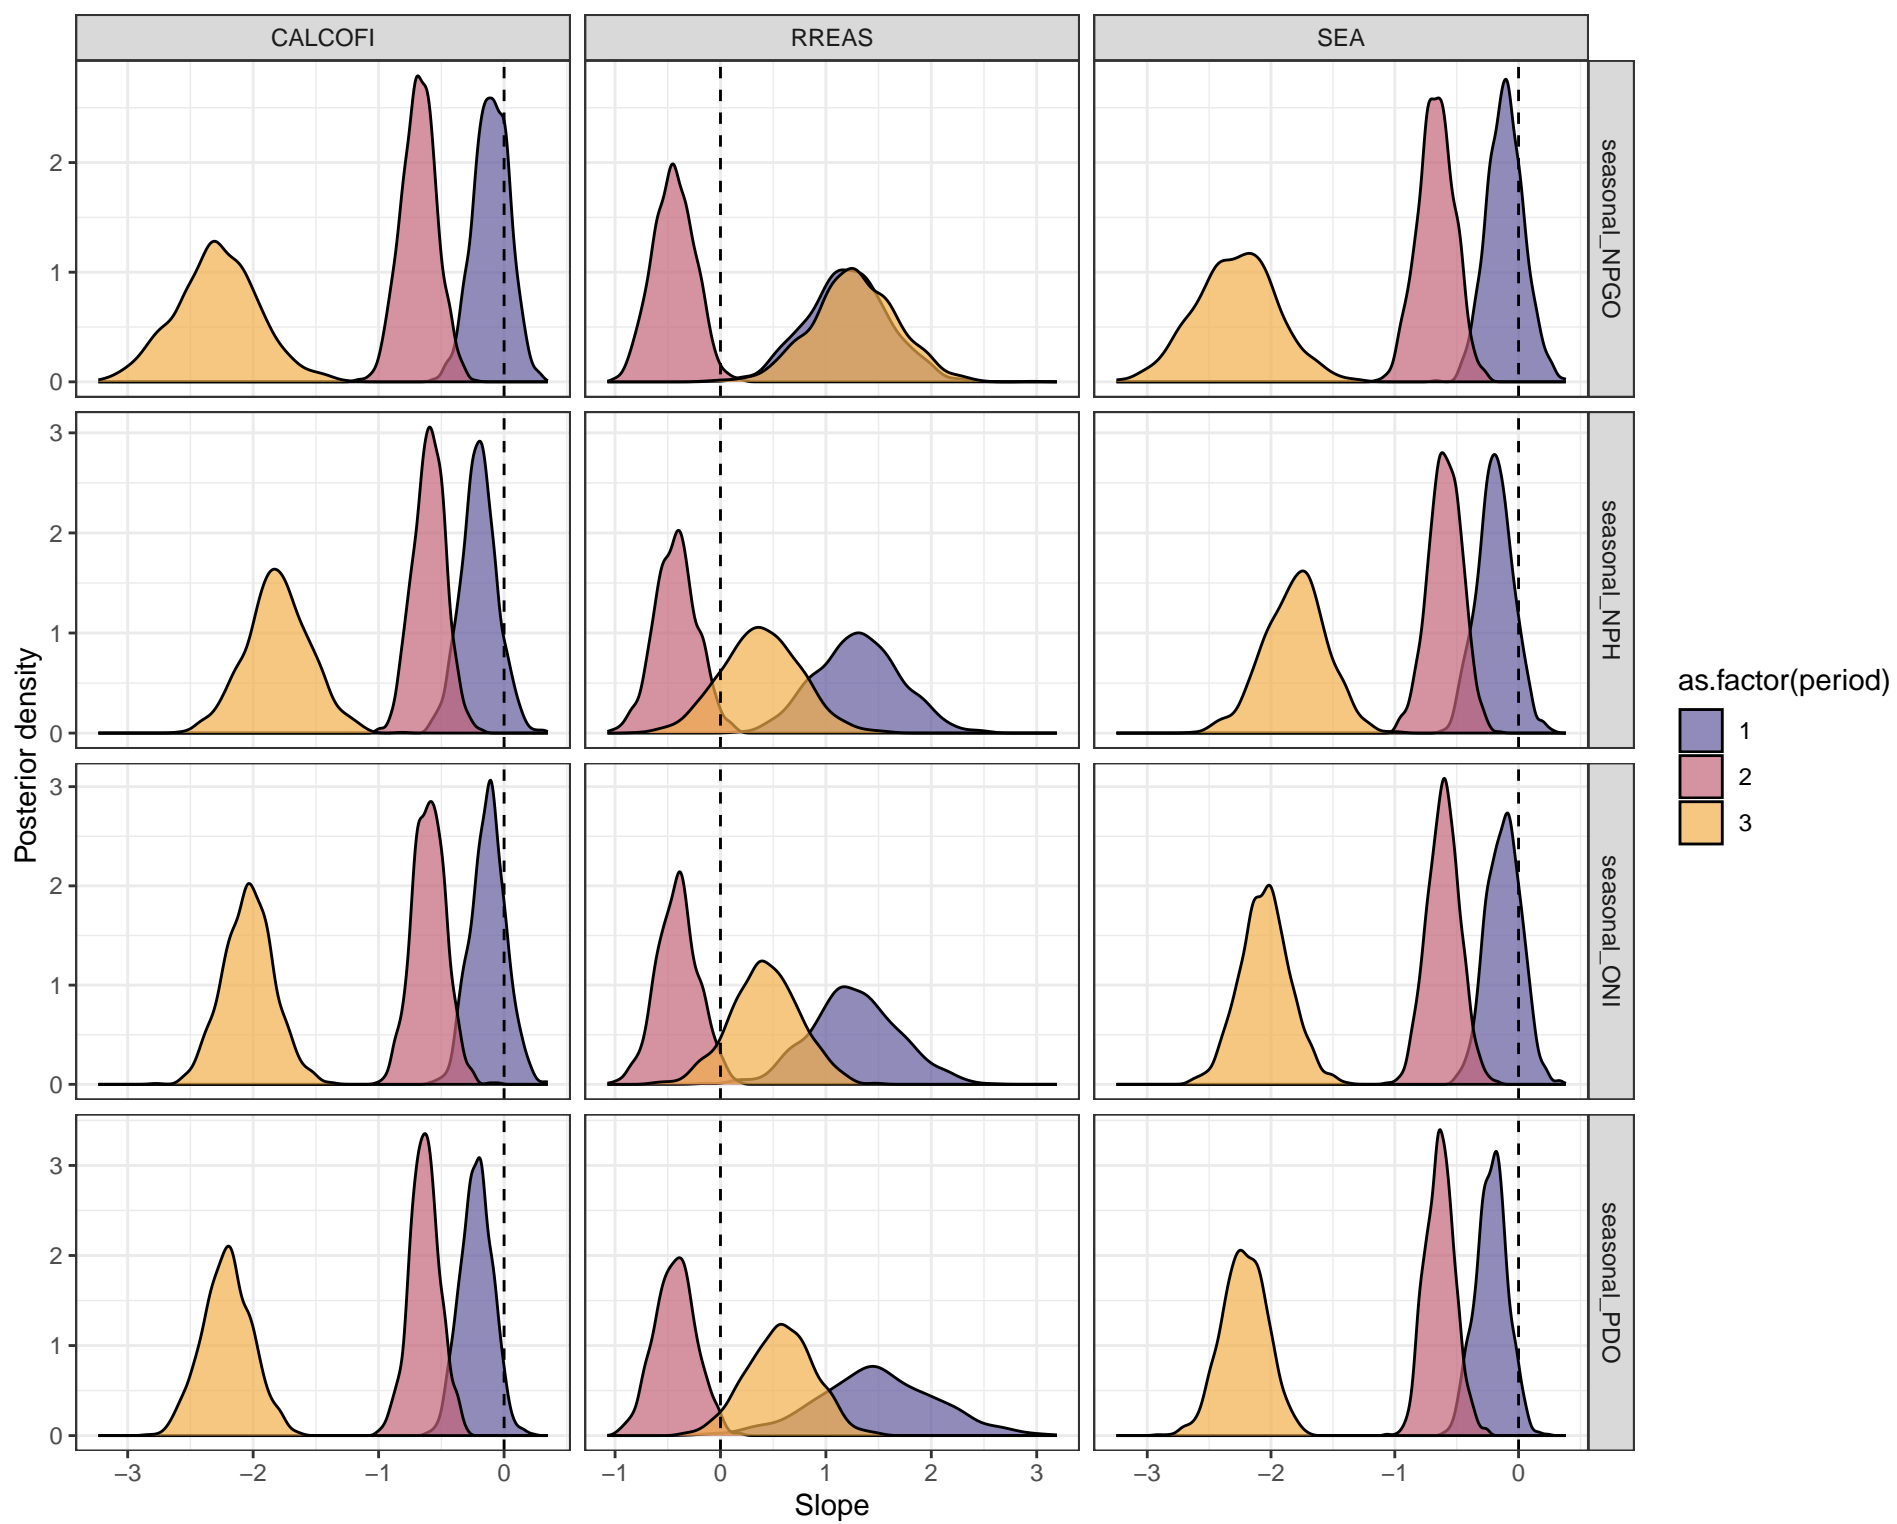 CALCOFI RREAS SEA
2
1
0
seasonal_NPGO
3
2
1
0
seasonal_NPH
3
2
1
0
seasonal_ONI
3
2
1
0
seasonal_PDO
−3 −2 −1 0 −1 0 1 2 3 −3 −2 −1 0
Slope
Posterior density
as.factor(period)
1
2
3